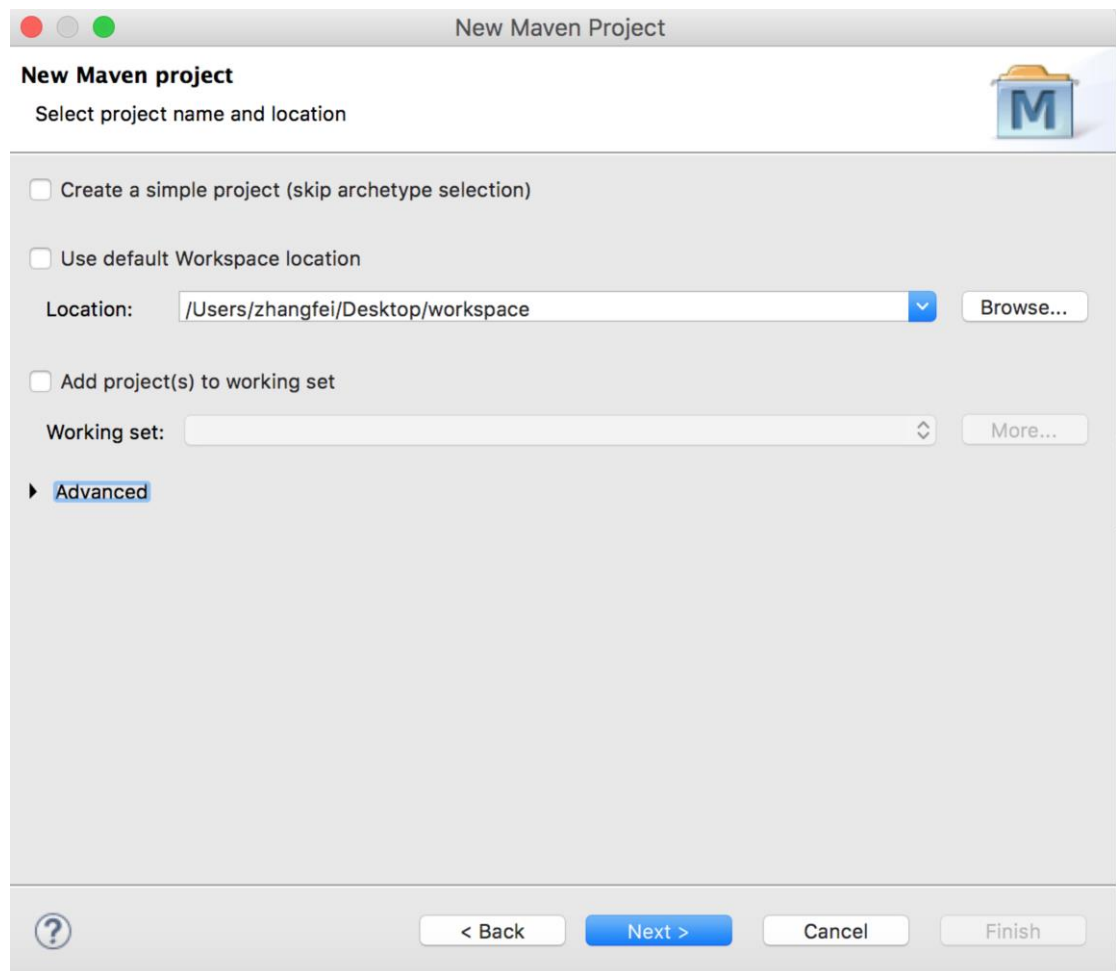 New Maven Project
New Maven project
Select project name and location
M
Create a simple project (skip archetype selection)
Use default Workspace location
Location: /Users/zhangfei/Desktop/workspace Browse...
Add project(s) to working set
Working set: More...
Advanced
? < Back Next > Cancel Finish